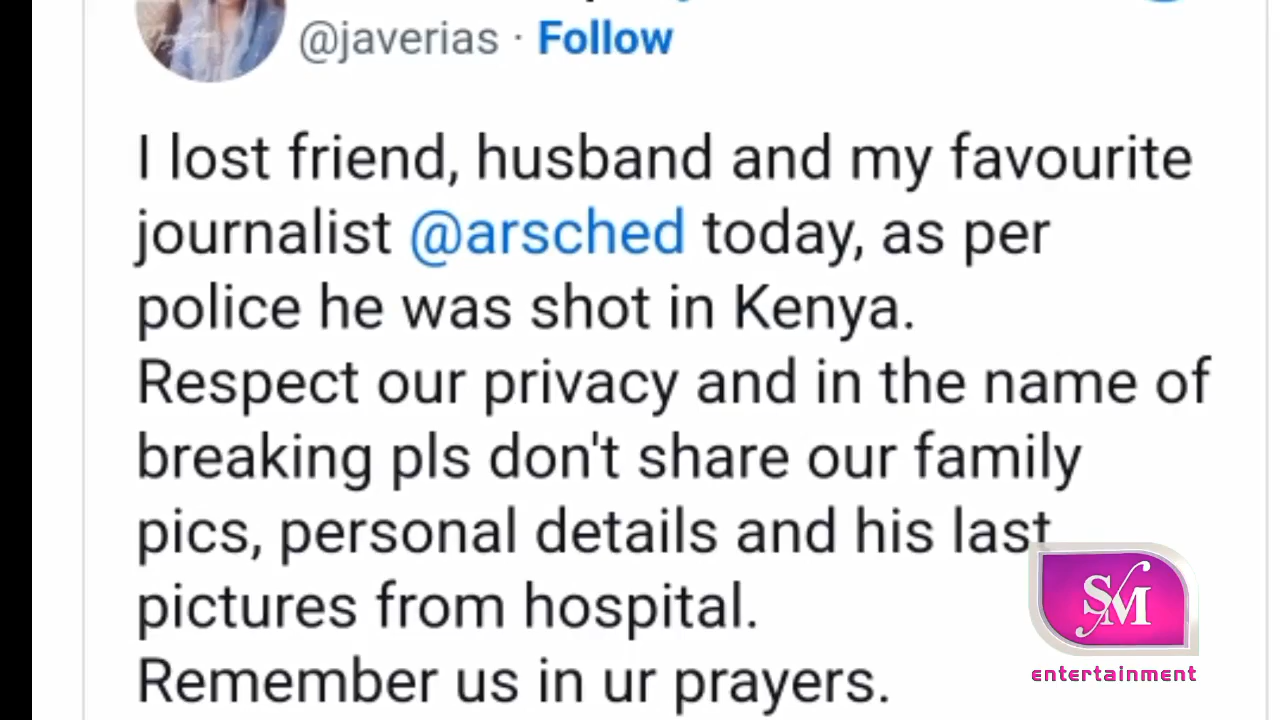 @javerias · Follow
I lost friend, husband and my favourite
journalist @arsched today, as per
police he was shot in Kenya.
Respect our privacy and in the name of
breaking pls don't share our family
pics, personal details and his last
pictures from hospital.
Remember us in ur prayers.
SM
entertainment